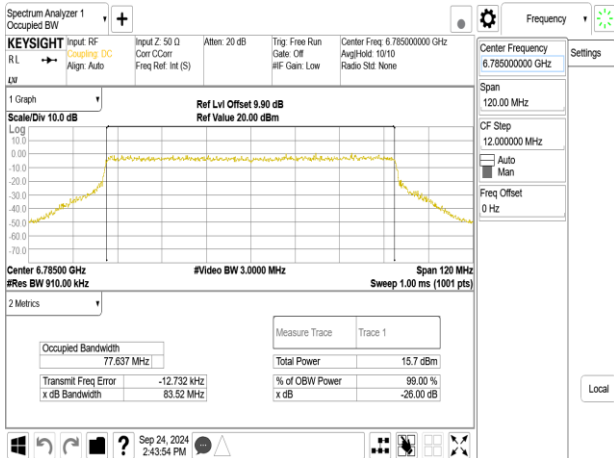 Spectrum Analyzer 1
Occupied BW
+
Frequency
KEYSIGHT
RL
Input: RF
Coupling: DC
Align: Auto
Input Z: 50 Ω
Corr CCorr
Freq Ref: Int (S)
Atten: 20 dB
Trig: Free Run
Gate: Off
#IF Gain: Low
Center Freq: 6.785000000 GHz
Avg|Hold: 10/10
Radio Std: None
LXI
Center Frequency
6.785000000 GHz
Settings
Span
120.00 MHz
CF Step
12.000000 MHz
Auto
Man
Freq Offset
0 Hz
Local
1 Graph
Scale/Div 10.0 dB
Ref Lvl Offset 9.90 dB
Ref Value 20.00 dBm
Log
10.0
0.00
-10.0
-20.0
-30.0
-40.0
-50.0
-60.0
-70.0
Center 6.78500 GHz
#Res BW 910.00 kHz
#Video BW 3.0000 MHz
Span 120 MHz
Sweep 1.00 ms (1001 pts)
2 Metrics
Measure Trace Trace 1
Occupied Bandwidth
77.637 MHz
Total Power 15.7 dBm
Transmit Freq Error -12.732 kHz
% of OBW Power 99.00 %
x dB Bandwidth 83.52 MHz
x dB -26.00 dB
?
Sep 24, 2024
2:43:54 PM